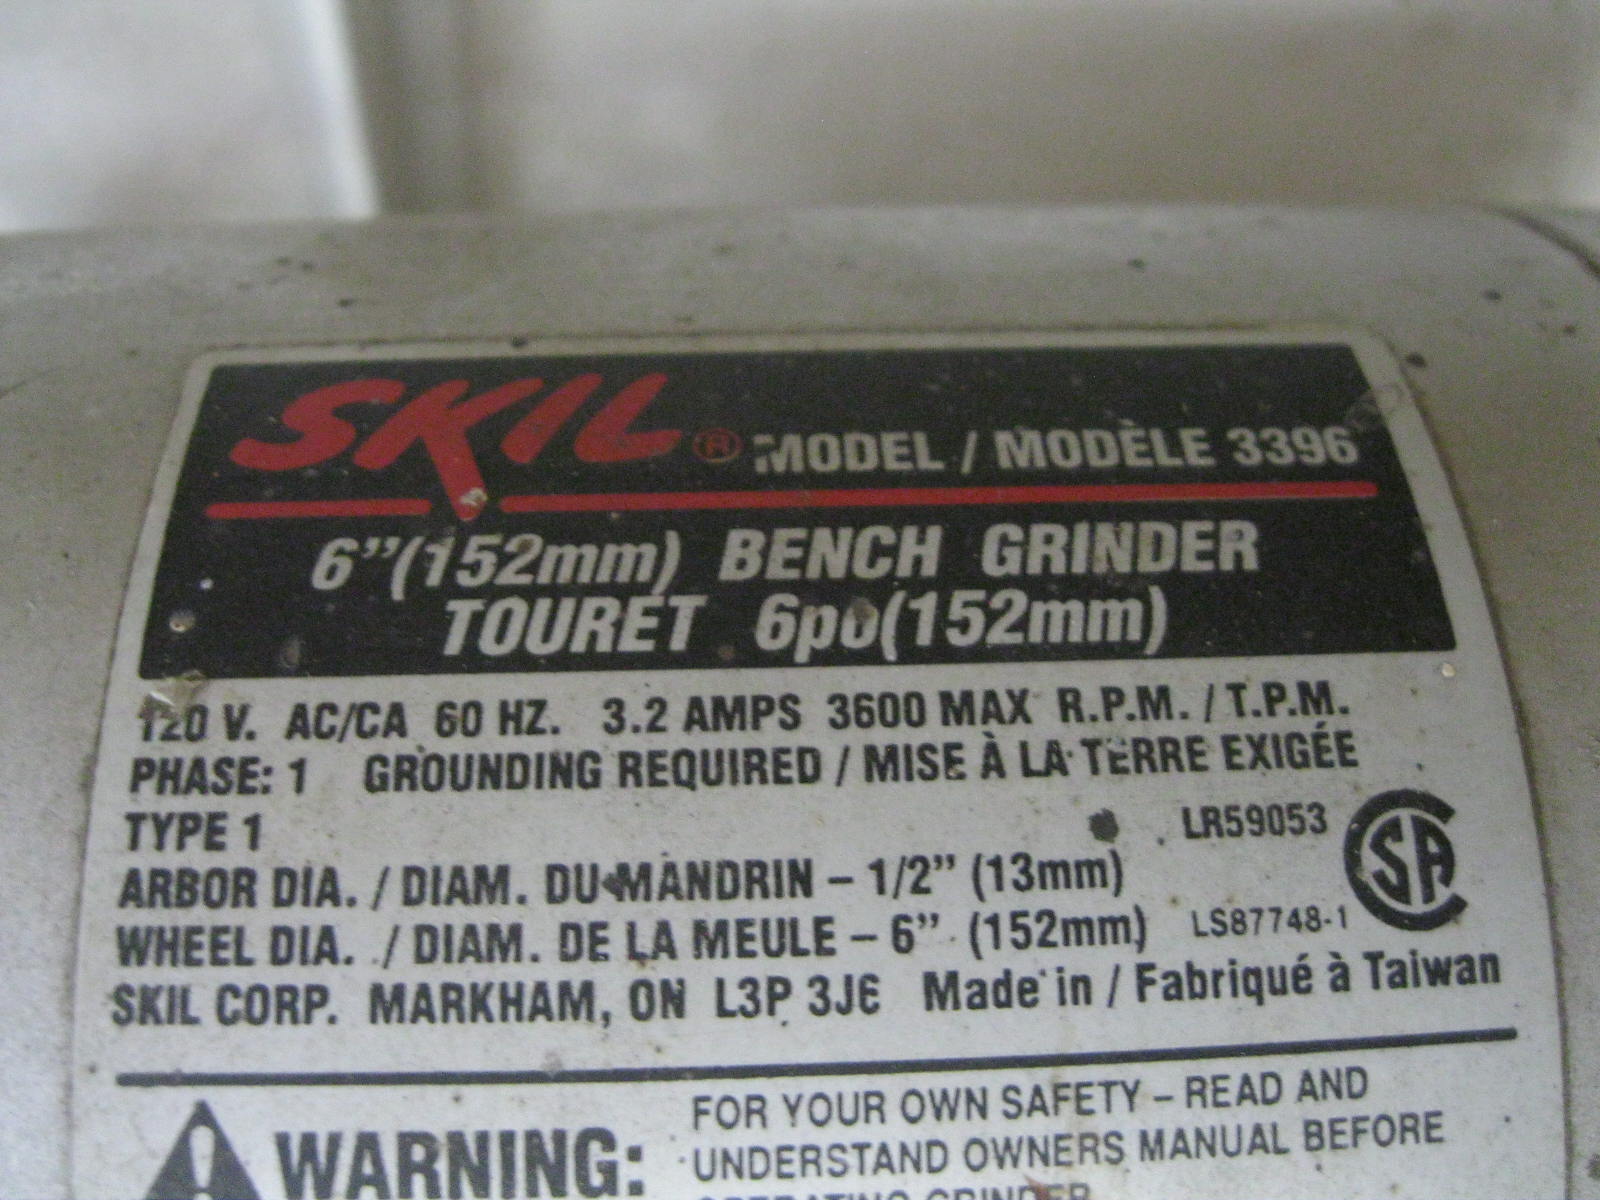 SKIL® MODEL / MODÈLE 3396
6”(152mm) BENCH GRINDER
TOURET 6po(152mm)
120 V. AC/CA 60 HZ. 3.2 AMPS 3600 MAX R.P.M. / T.P.M.
PHASE: 1 GROUNDING REQUIRED / MISE À LA TERRE EXIGÉE
TYPE 1
LR59053
ARBOR DIA. / DIAM. DU MANDRIN – 1/2” (13mm)
CSA
WHEEL DIA. / DIAM. DE LA MEULE – 6” (152mm)
LS87748-1
SKIL CORP. MARKHAM, ON L3P 3J6 Made in / Fabriqué à Taiwan
WARNING:
FOR YOUR OWN SAFETY – READ AND
UNDERSTAND OWNERS MANUAL BEFORE
OPERATING GRINDER